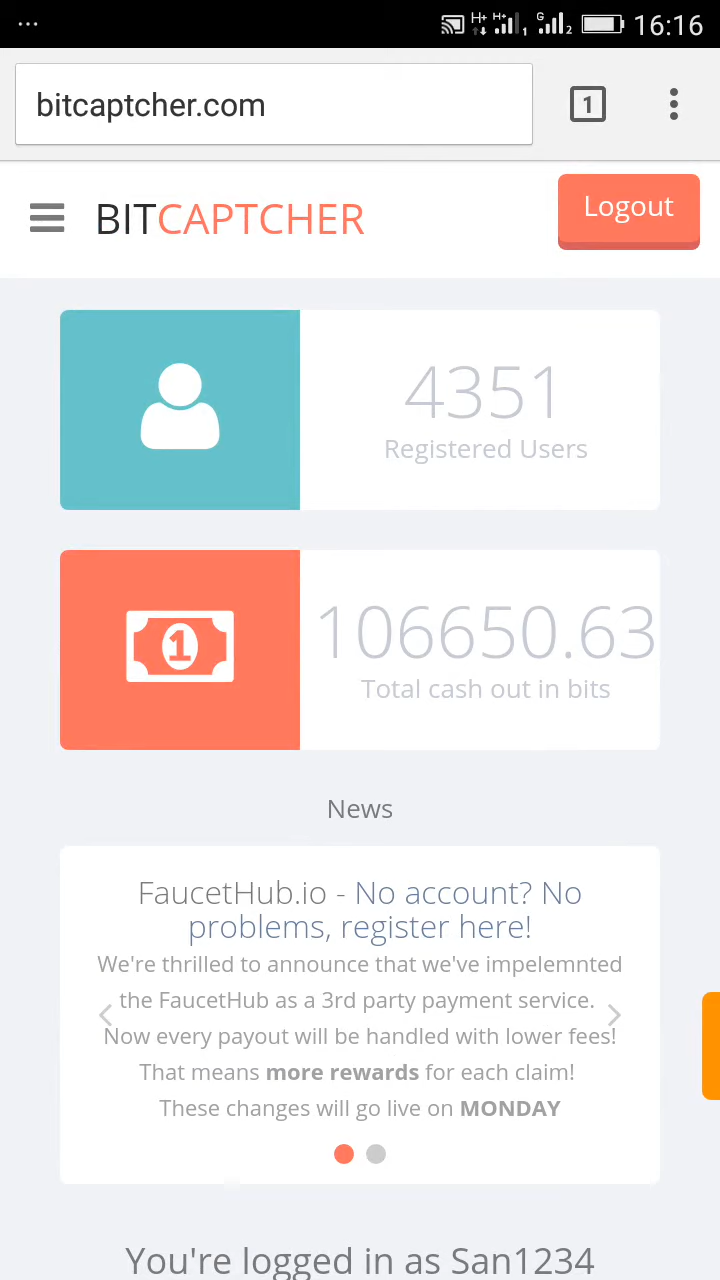 ... H+ H+ 1 G 2 16:16
bitcaptcher.com 1
BITCAPTCHER Logout
4351
Registered Users
1
106650.63
Total cash out in bits
News
FaucetHub.io - No account? No
problems, register here!
We're thrilled to announce that we've impelemnted
the FaucetHub as a 3rd party payment service.
Now every payout will be handled with lower fees!
That means more rewards for each claim!
These changes will go live on MONDAY
You're logged in as San1234